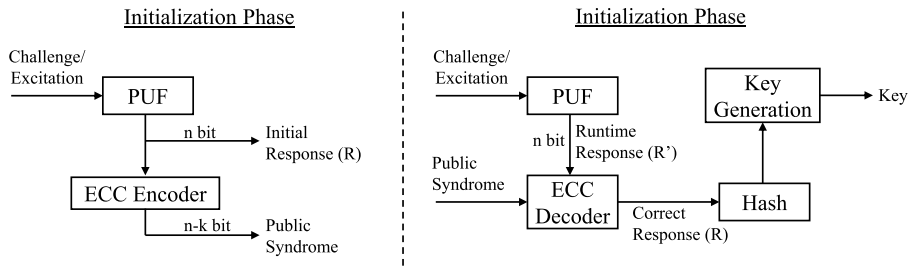 Initialization Phase
Challenge/
Excitation
PUF
n bit
Initial
Response (R)
ECC Encoder
n-k bit
Public
Syndrome
Initialization Phase
Challenge/
Excitation
PUF
n bit
Runtime
Response (R’)
Public
Syndrome
ECC
Decoder
Correct
Response (R)
Hash
Key
Generation
Key